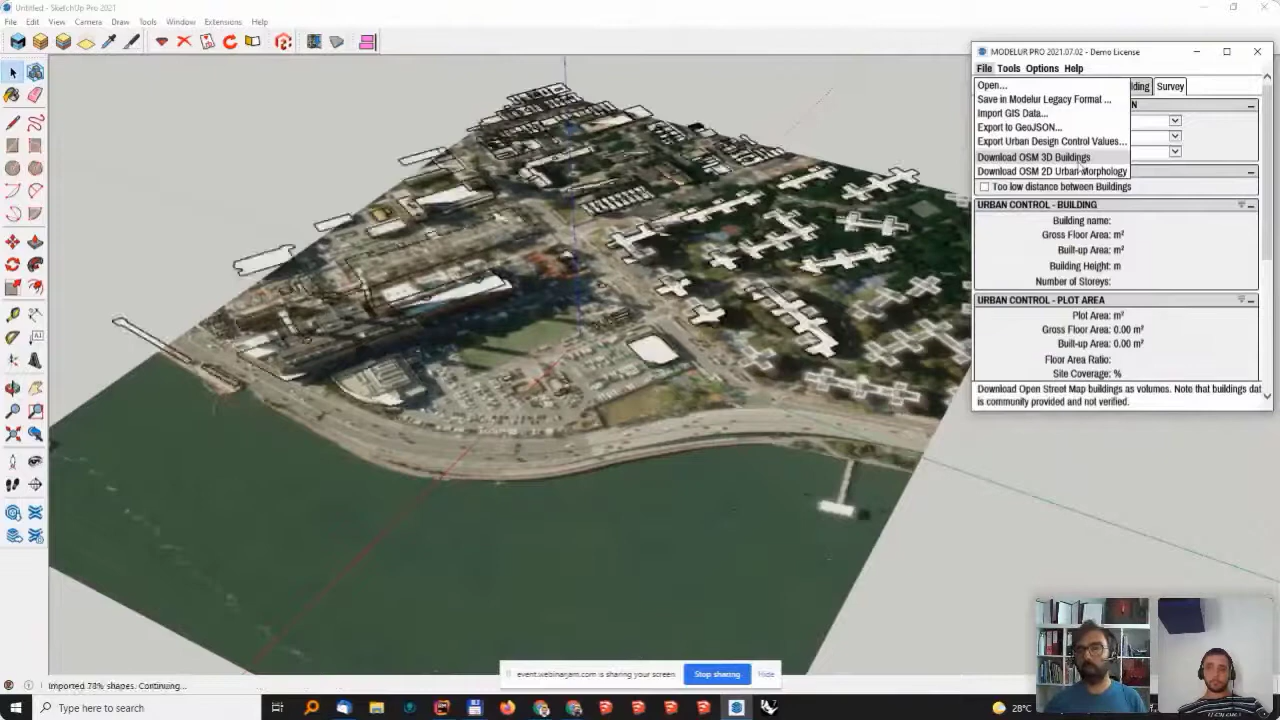 Untitled - SketchUp Pro 2021
File Edit View Camera Draw Tools Window Extensions Help
MODELUR PRO 2021.07.02 - Demo License
File Tools Options Help
Open...
Save in Modelur Legacy Format ...
Import GIS Data...
Export to GeoJSON...
Export Urban Design Control Values...
Download OSM 3D Buildings
Download OSM 2D Urban Morphology
lding Survey
N
Too low distance between Buildings
URBAN CONTROL - BUILDING
Building name:
Gross Floor Area: m²
Built-up Area: m²
Building Height: m
Number of Storeys:
URBAN CONTROL - PLOT AREA
Plot Area: m²
Gross Floor Area: 0.00 m²
Built-up Area: 0.00 m²
Floor Area Ratio:
Site Coverage: %
Download Open Street Map buildings as volumes. Note that buildings dat
is community provided and not verified.
event.webinarjam.com is sharing your screen. Stop sharing Hide
Imported 78% shapes. Continuing...
Type here to search
28°C